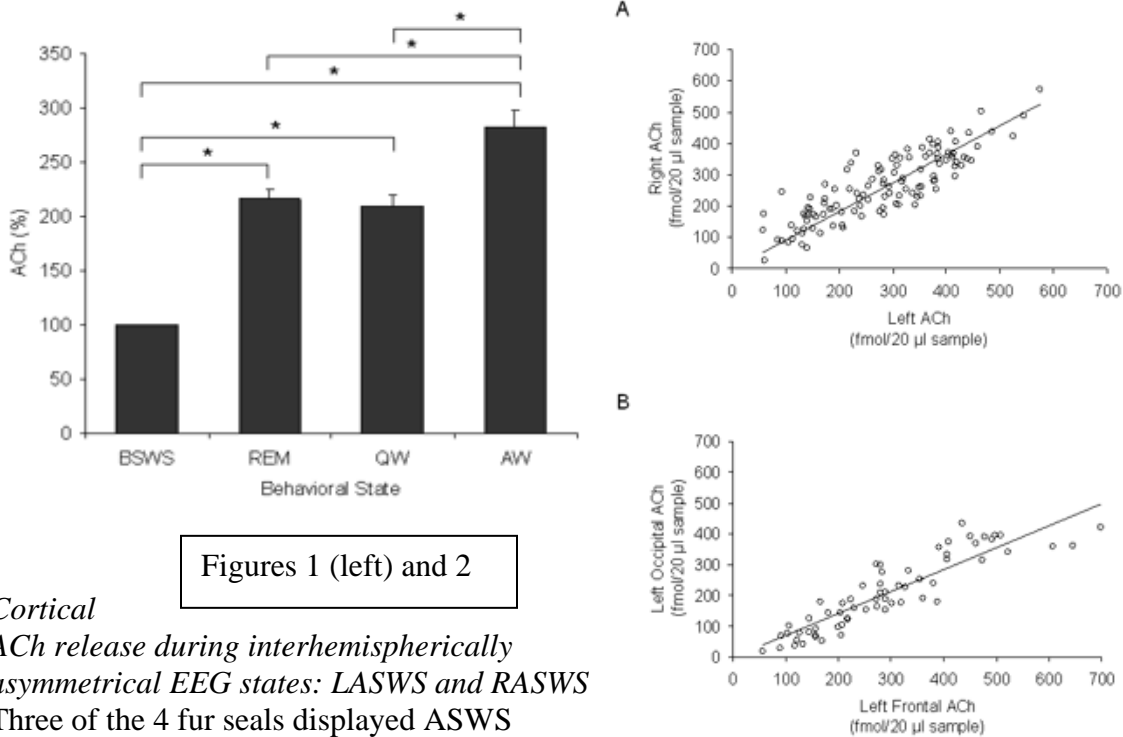 *
*
*
*
*
350
300
250
200
150
100
50
0
ACh (%)
BSWS REM QW AW
Behavioral State
A
700
600
500
400
300
200
100
0
Right ACh
(fmol/20 µl sample)
0 100 200 300 400 500 600 700
Left ACh
(fmol/20 µl sample)
B
700
600
500
400
300
200
100
0
Left Occipital ACh
(fmol/20 µl sample)
0 100 200 300 400 500 600 700
Left Frontal ACh
(fmol/20 µl sample)
Figures 1 (left) and 2
Cortical
ACh release during interhemispherically
asymmetrical EEG states: LASWS and RASWS
Three of the 4 fur seals displayed ASWS